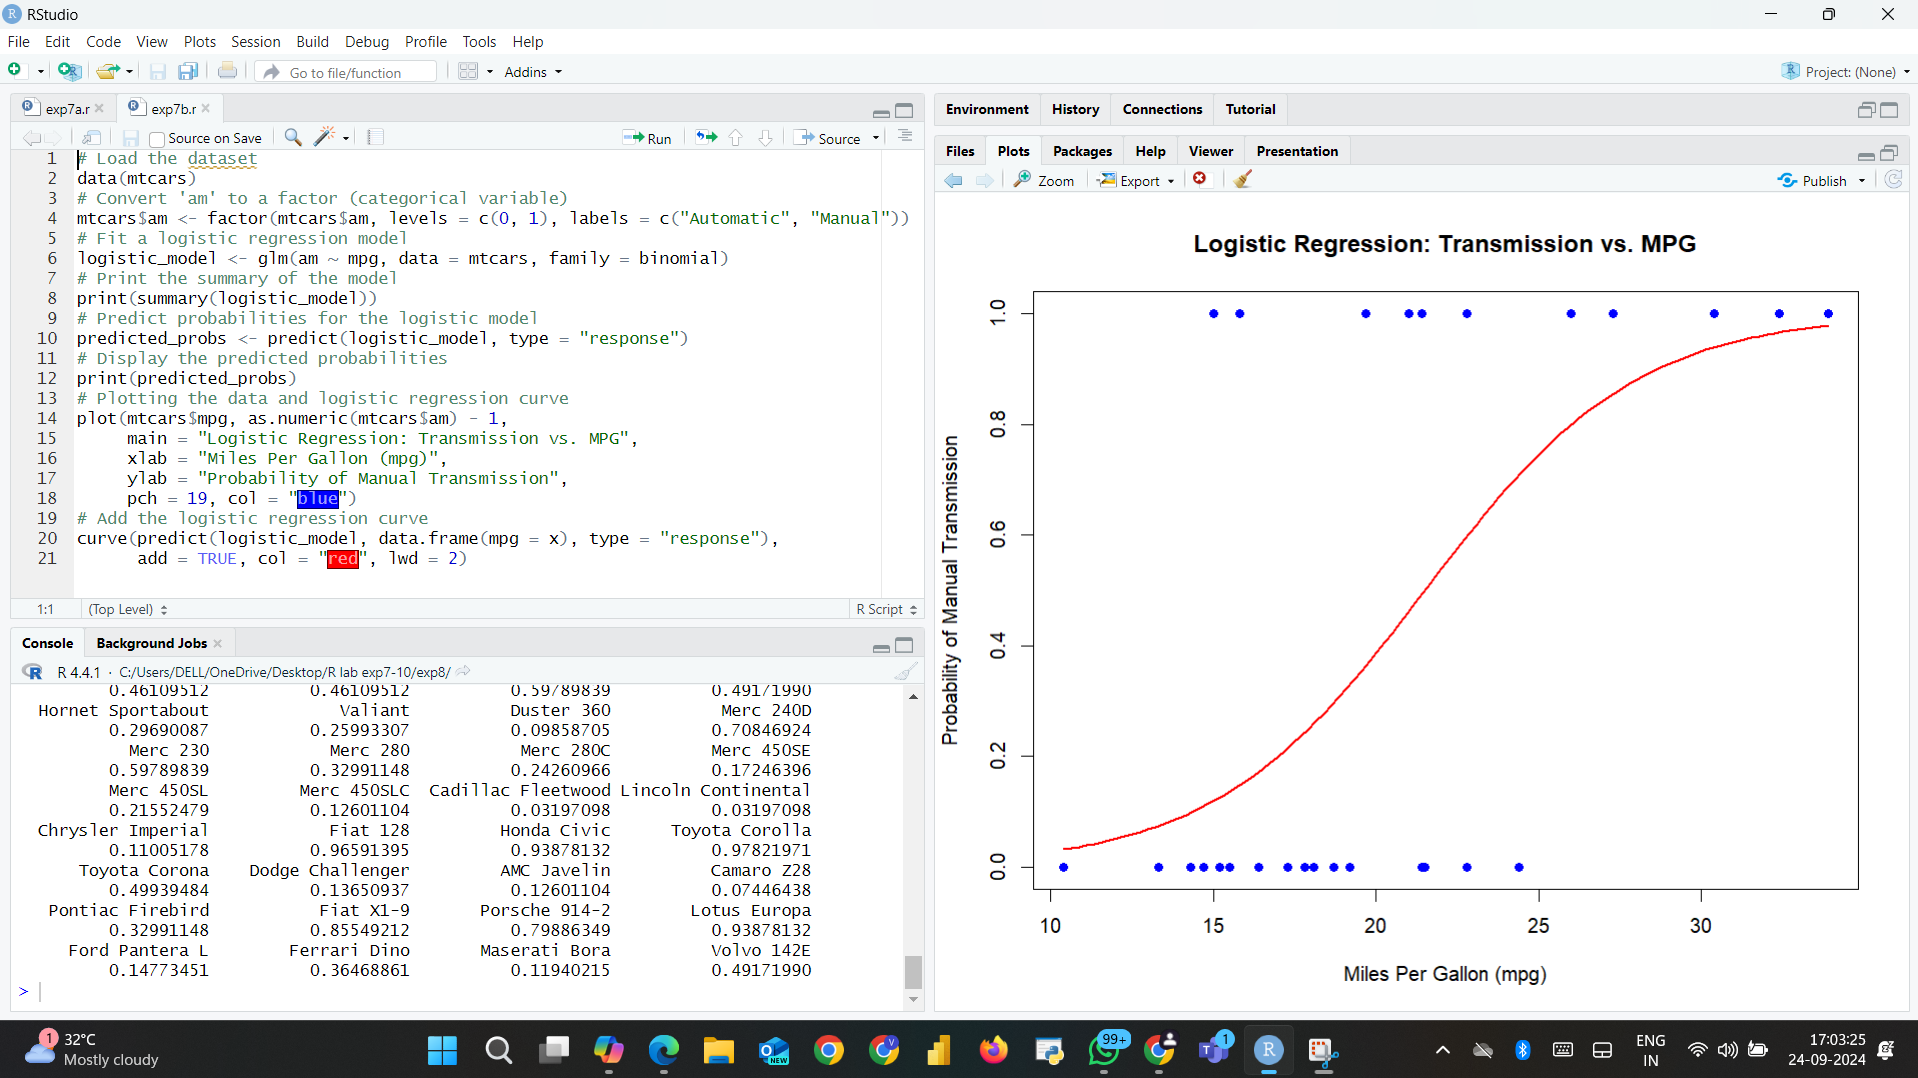 RStudio
File Edit Code View Plots Session Build Debug Profile Tools Help
Go to file/function Addins Project: (None)
exp7a.r exp7b.r
Source on Save Run Source
1 # Load the dataset
2 data(mtcars)
3 # Convert 'am' to a factor (categorical variable)
4 mtcars$am <- factor(mtcars$am, levels = c(0, 1), labels = c("Automatic", "Manual"))
5 # Fit a logistic regression model
6 logistic_model <- glm(am ~ mpg, data = mtcars, family = binomial)
7 # Print the summary of the model
8 print(summary(logistic_model))
9 # Predict probabilities for the logistic model
10 predicted_probs <- predict(logistic_model, type = "response")
11 # Display the predicted probabilities
12 print(predicted_probs)
13 # Plotting the data and logistic regression curve
14 plot(mtcars$mpg, as.numeric(mtcars$am) - 1,
15 main = "Logistic Regression: Transmission vs. MPG",
16 xlab = "Miles Per Gallon (mpg)",
17 ylab = "Probability of Manual Transmission",
18 pch = 19, col = "blue")
19 # Add the logistic regression curve
20 curve(predict(logistic_model, data.frame(mpg = x), type = "response"),
21 add = TRUE, col = "red", lwd = 2)
1:1 (Top Level) R Script
Console Background Jobs
R 4.4.1 · C:/Users/DELL/OneDrive/Desktop/R lab exp7-10/exp8/
0.46109512 0.46109512 0.59789839 0.49171990
Hornet Sportabout Valiant Duster 360 Merc 240D
0.29690087 0.25993307 0.09858705 0.70846924
Merc 230 Merc 280 Merc 280C Merc 450SE
0.59789839 0.32991148 0.24260966 0.17246396
Merc 450SL Merc 450SLC Cadillac Fleetwood Lincoln Continental
0.21552479 0.12601104 0.03197098 0.03197098
Chrysler Imperial Fiat 128 Honda Civic Toyota Corolla
0.11005178 0.96591395 0.93878132 0.97821971
Toyota Corona Dodge Challenger AMC Javelin Camaro Z28
0.49939484 0.13650937 0.12601104 0.07446438
Pontiac Firebird Fiat X1-9 Porsche 914-2 Lotus Europa
0.32991148 0.85549212 0.79886349 0.93878132
Ford Pantera L Ferrari Dino Maserati Bora Volvo 142E
0.14773451 0.36468861 0.11940215 0.49171990
>
Environment History Connections Tutorial
Files Plots Packages Help Viewer Presentation
Zoom Export Publish
Logistic Regression: Transmission vs. MPG
Probability of Manual Transmission
1.0
0.8
0.6
0.4
0.2
0.0
10 15 20 25 30
Miles Per Gallon (mpg)
1 32°C
Mostly cloudy
NEW
V
99+
1
R
ENG
IN
17:03:25
24-09-2024